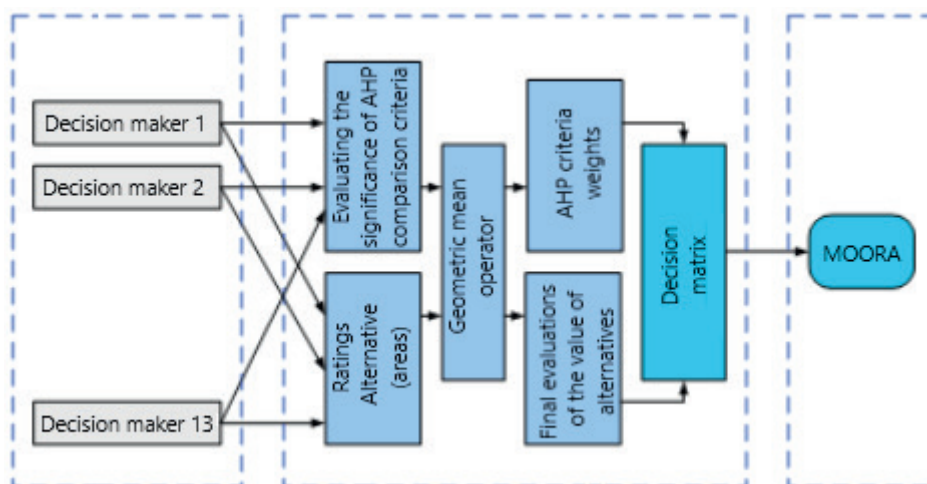 Decision maker 1
Decision maker 2
Decision maker 13
Evaluating the
significance of AHP
comparison criteria
Ratings
Alternative
(areas)
Geometric mean
operator
AHP criteria
weights
Final evaluations
of the value of
alternatives
Decision
matrix
MOORA